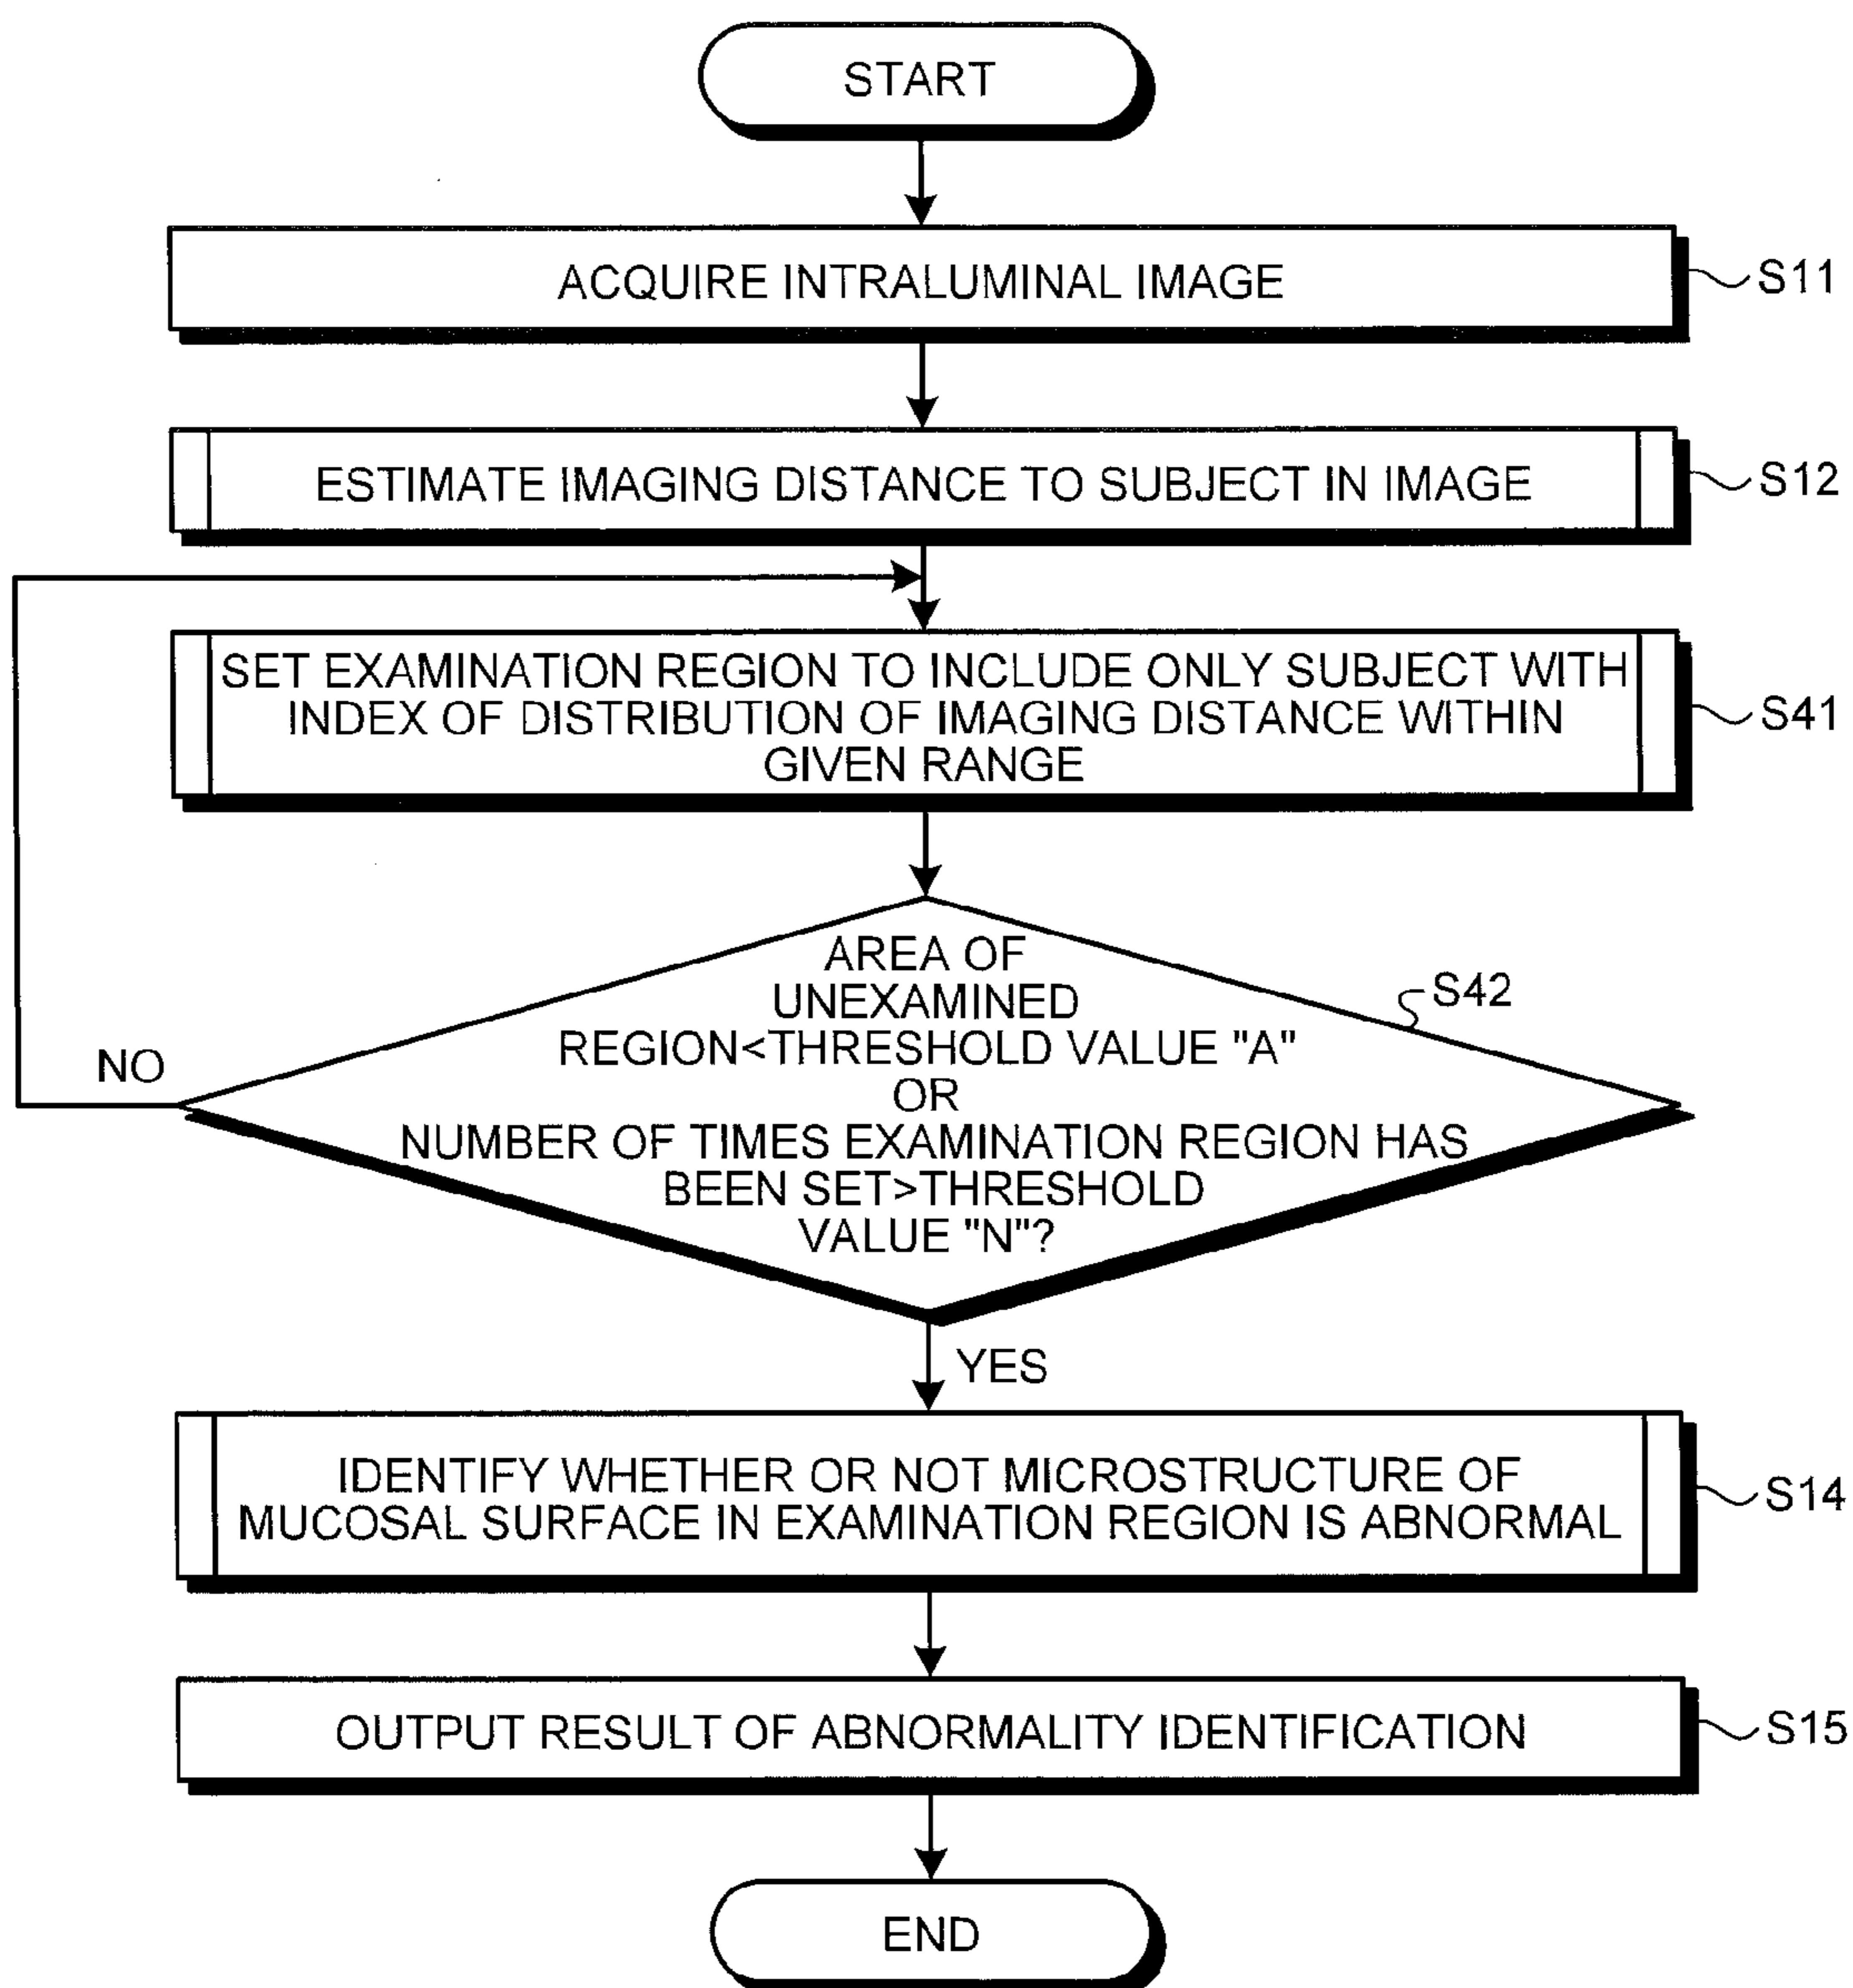 START
ACQUIRE INTRALUMINAL IMAGE
S11
ESTIMATE IMAGING DISTANCE TO SUBJECT IN IMAGE
S12
SET EXAMINATION REGION TO INCLUDE ONLY SUBJECT WITH
INDEX OF DISTRIBUTION OF IMAGING DISTANCE WITHIN
GIVEN RANGE
S41
AREA OF
UNEXAMINED
REGION<THRESHOLD VALUE "A"
OR
NUMBER OF TIMES EXAMINATION REGION HAS
BEEN SET>THRESHOLD
VALUE "N"?
S42
NO
YES
IDENTIFY WHETHER OR NOT MICROSTRUCTURE OF
MUCOSAL SURFACE IN EXAMINATION REGION IS ABNORMAL
S14
OUTPUT RESULT OF ABNORMALITY IDENTIFICATION
S15
END